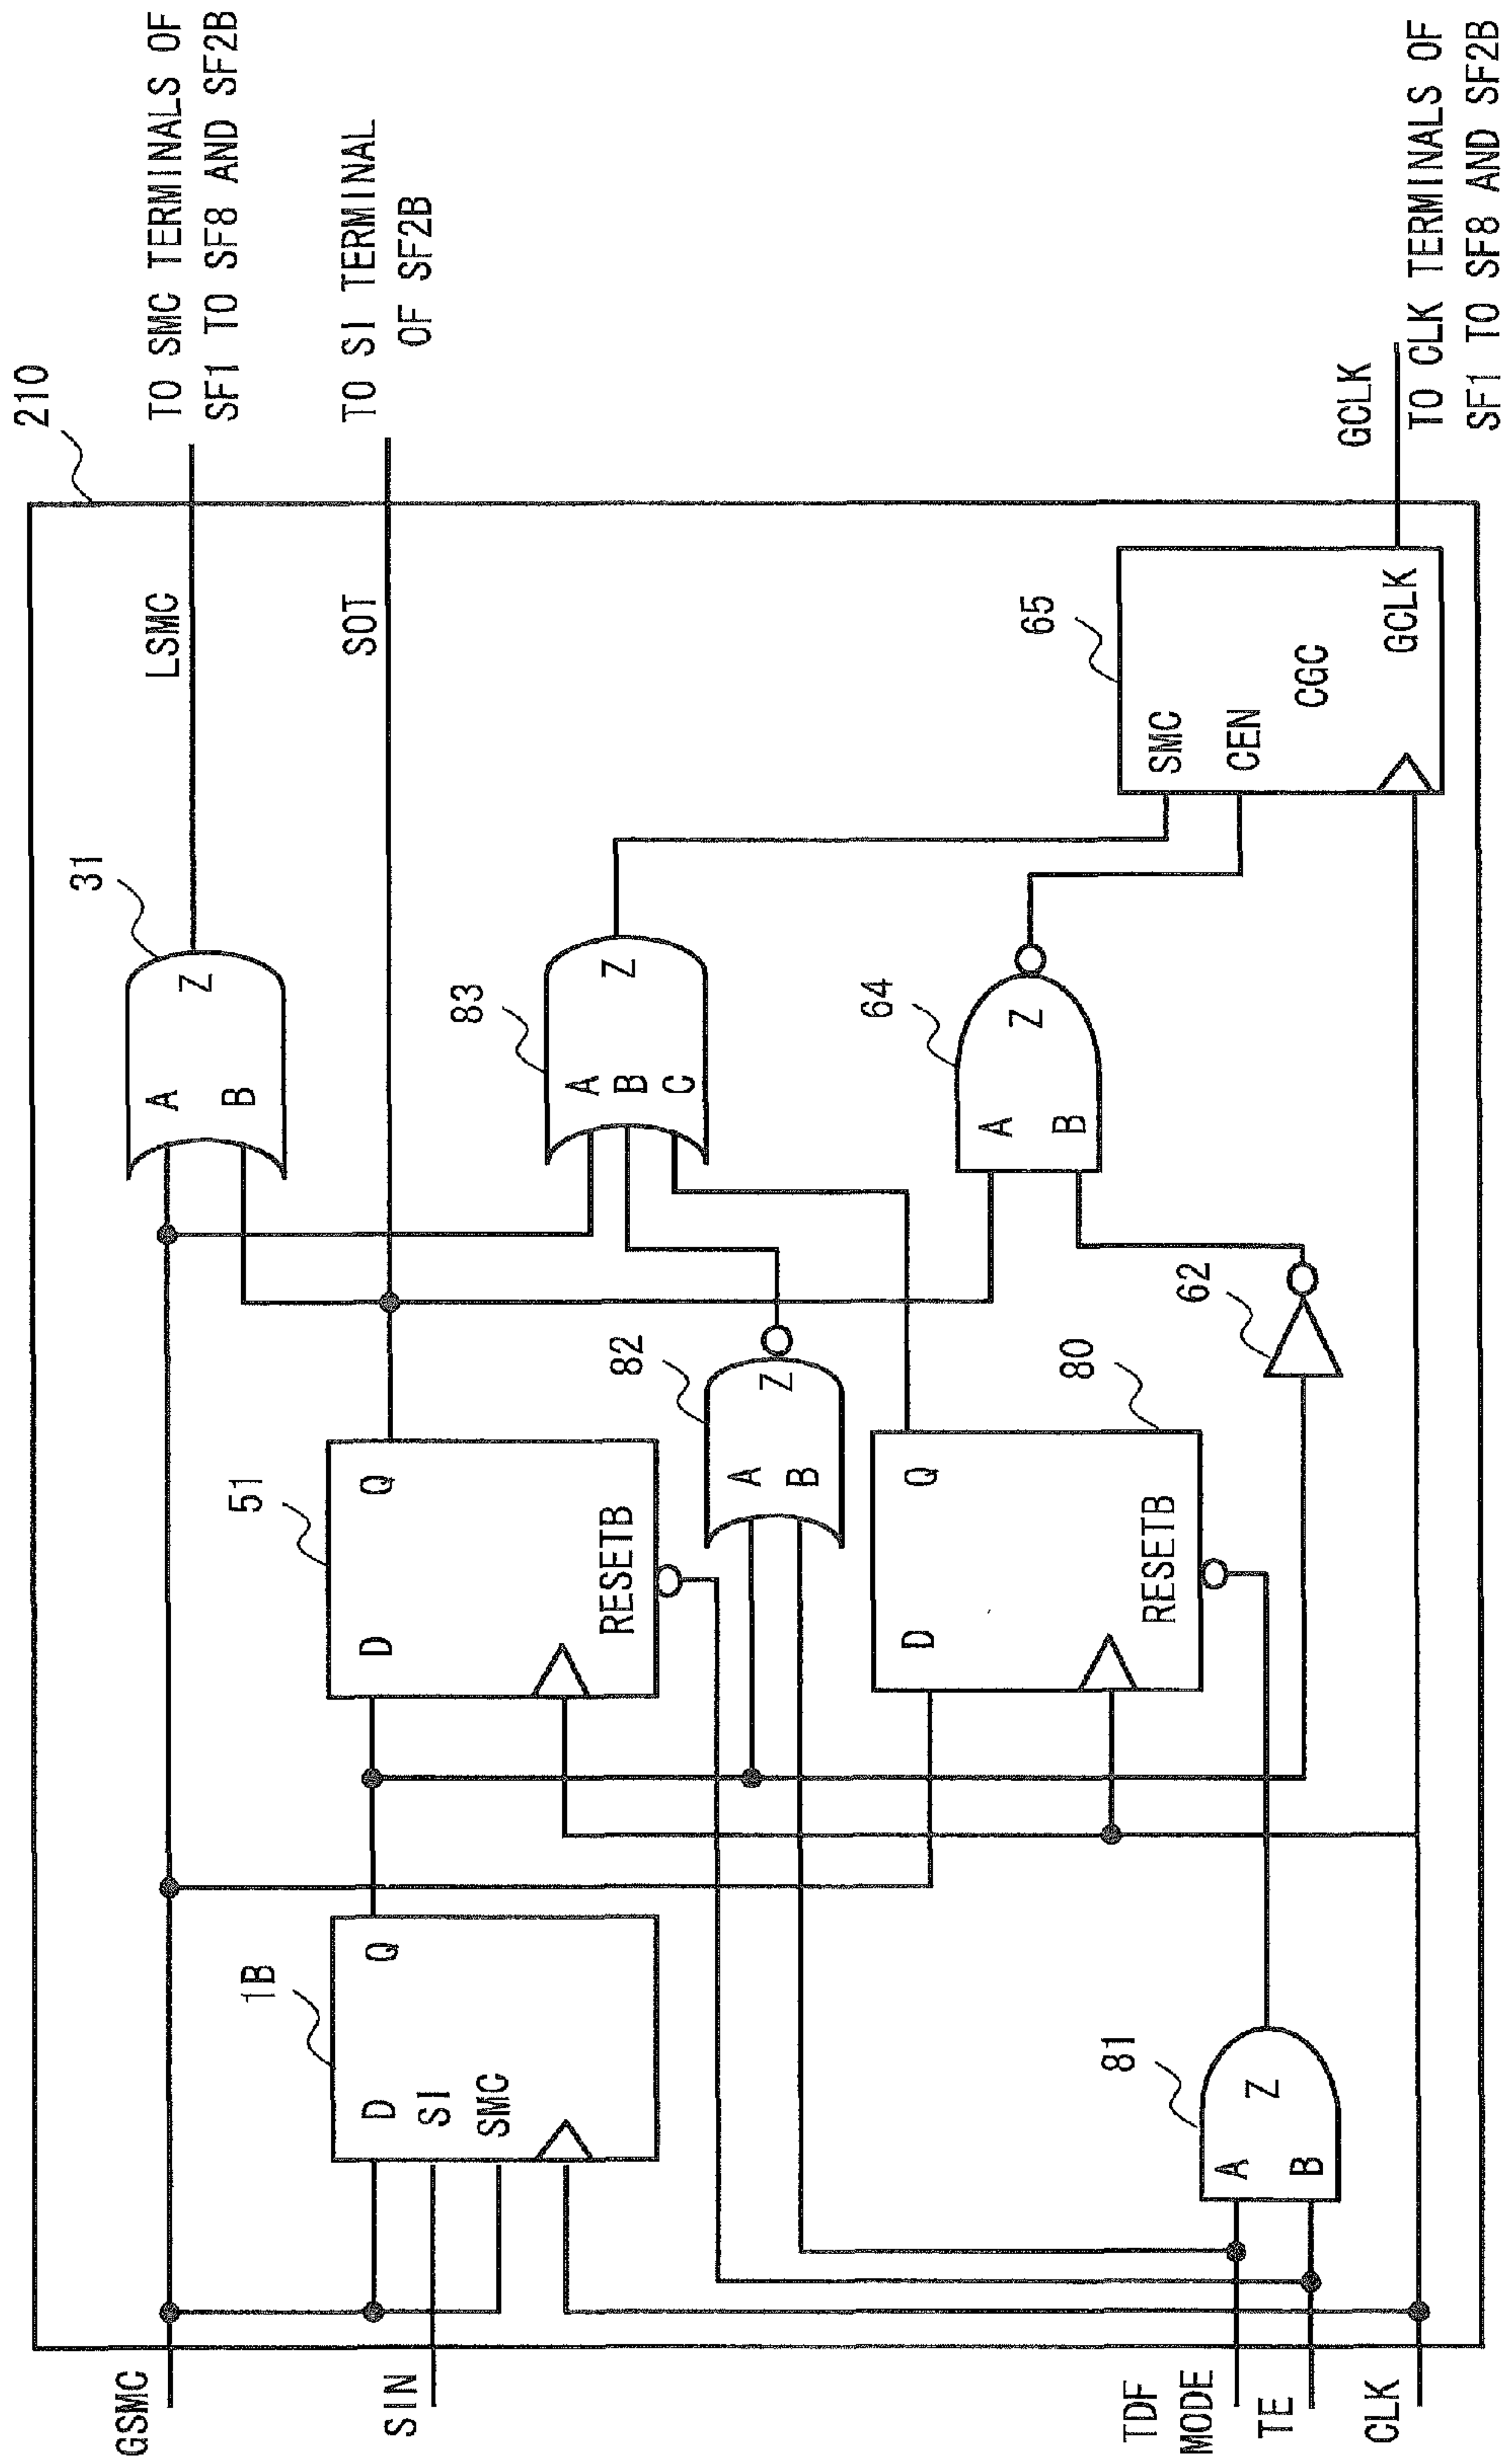 210
LSMC
TO SMC TERMINALS OF
SF1 TO SF8 AND SF2B
SOT
TO SI TERMINAL
OF SF2B
GCLK
TO CLK TERMINALS OF
SF1 TO SF8 AND SF2B
31
A
B
Z
83
A
B
C
Z
64
A
B
Z
65
SMC
CEN
CGC
GCLK
51
D
Q
RESETB
82
A
B
Z
80
D
Q
RESETB
62
1B
D
SI
SMC
Q
81
A
B
Z
GSMC
SIN
TDF
MODE
TE
CLK